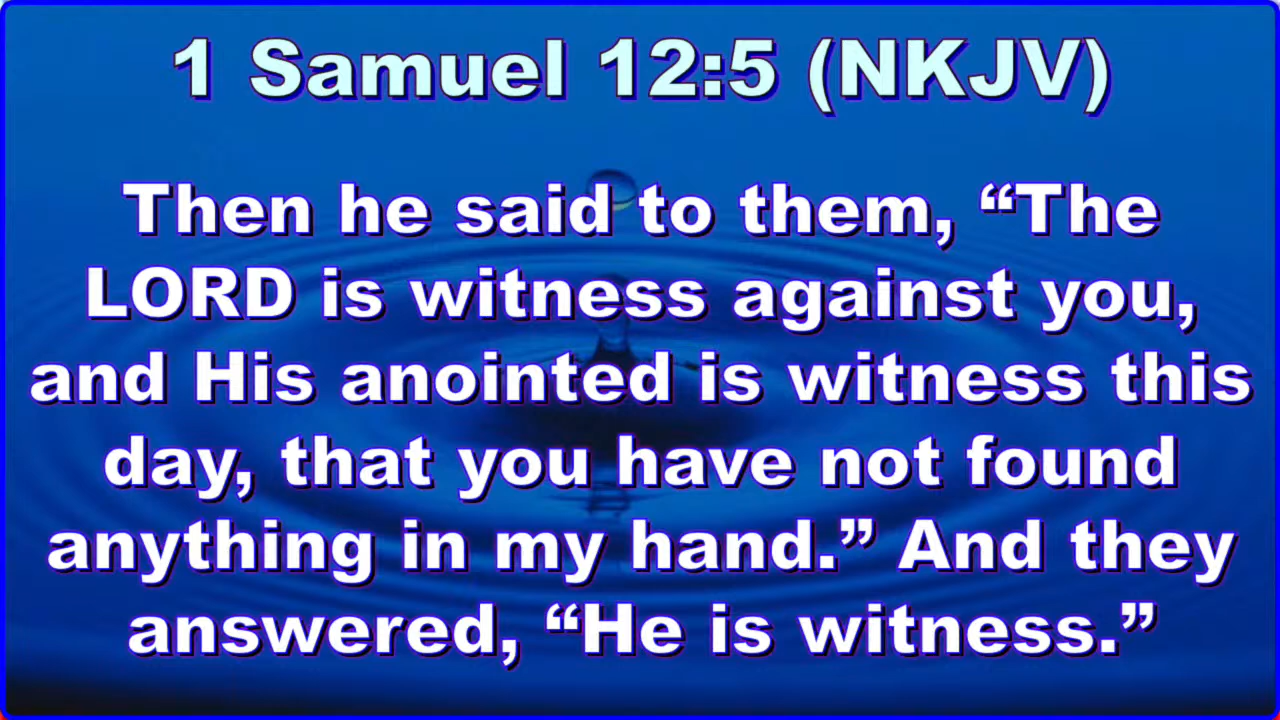 1 Samuel 12:5 (NKJV)
Then he said to them, “The
LORD is witness against you,
and His anointed is witness this
day, that you have not found
anything in my hand.” And they
answered, “He is witness.”